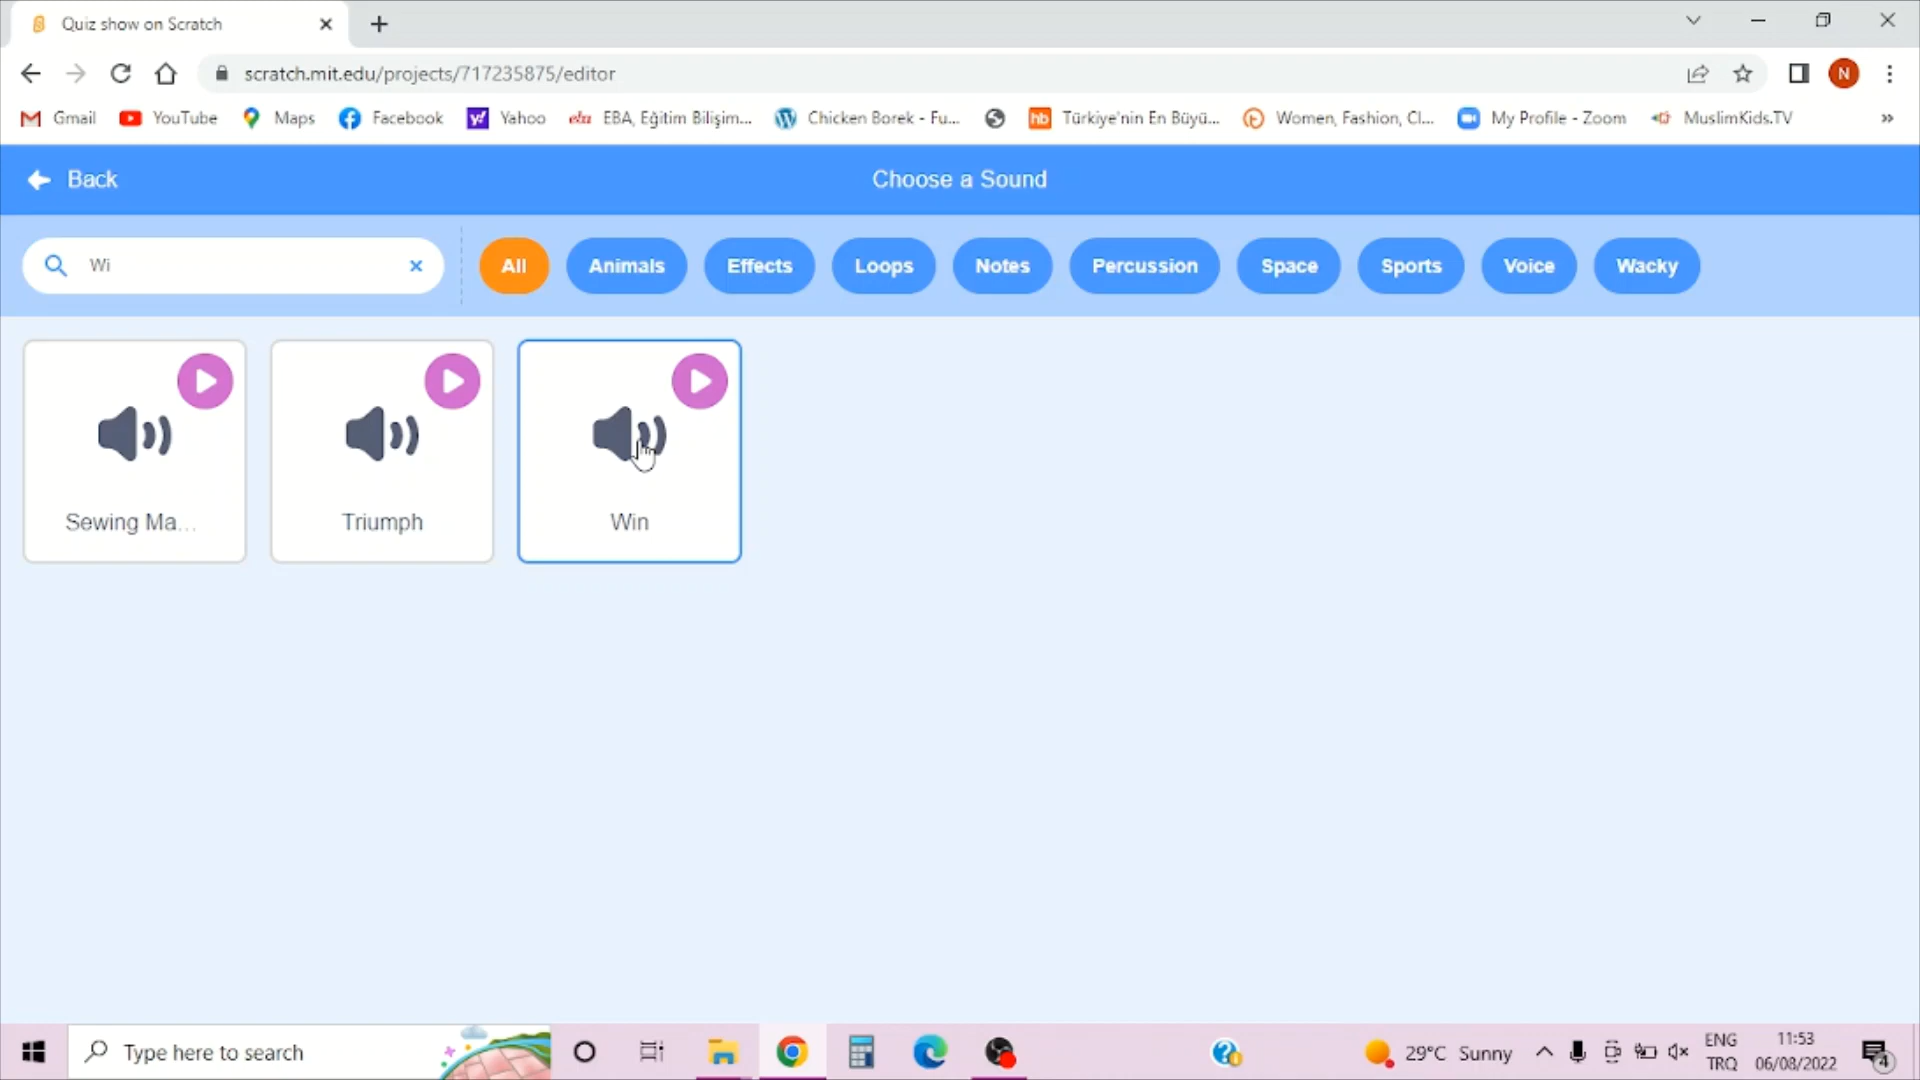 Quiz show on Scratch
scratch.mit.edu/projects/717235875/editor
N
Gmail
YouTube
Maps
Facebook
Yahoo
EBA, Eğitim Bilişim...
Chicken Borek - Fu...
hb Türkiye'nin En Büyü...
Women, Fashion, Cl...
My Profile - Zoom
MuslimKids.TV
Back
Choose a Sound
Wi
All
Animals
Effects
Loops
Notes
Percussion
Space
Sports
Voice
Wacky
Sewing Ma...
Triumph
Win
Type here to search
29°C Sunny
ENG
TRQ
11:53
06/08/2022
4